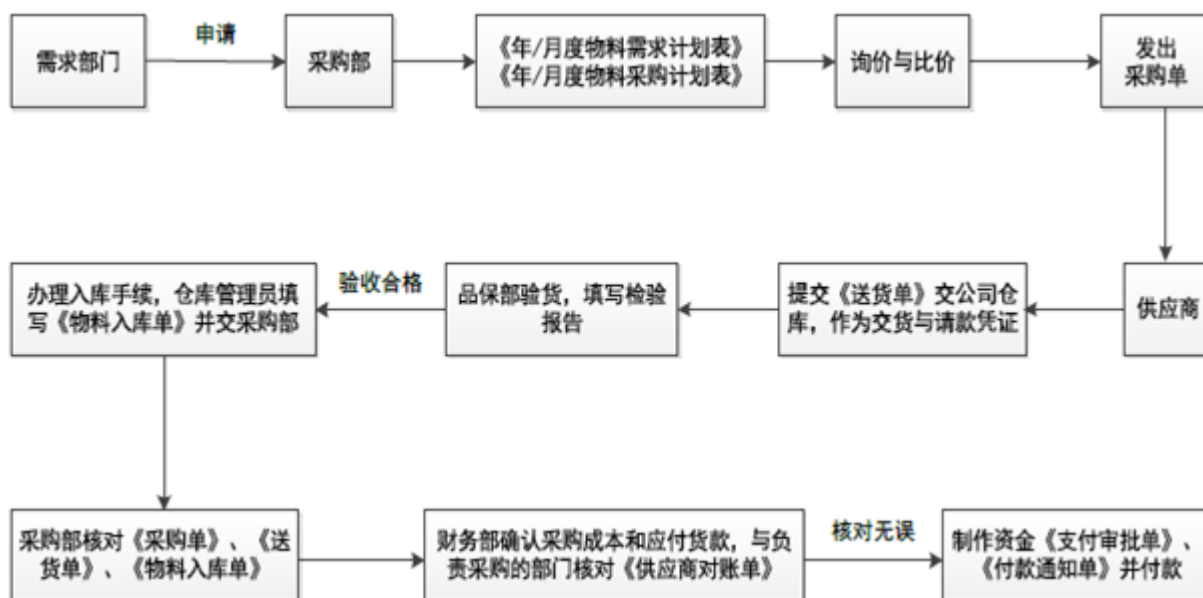 需求部门
申请
采购部
《年/月度物料需求计划表》
《年/月度物料采购计划表》
询价与比价
发出
采购单
供应商
提交《送货单》交公司仓
库，作为交货与请款凭证
品保部验货，填写检验
报告
验收合格
办理入库手续，仓库管理员填
写《物料入库单》并交采购部
采购部核对《采购单》、《送
货单》、《物料入库单》
财务部确认采购成本和应付货款，与负
责采购的部门核对《供应商对账单》
核对无误
制作资金《支付审批单》、
《付款通知单》并付款